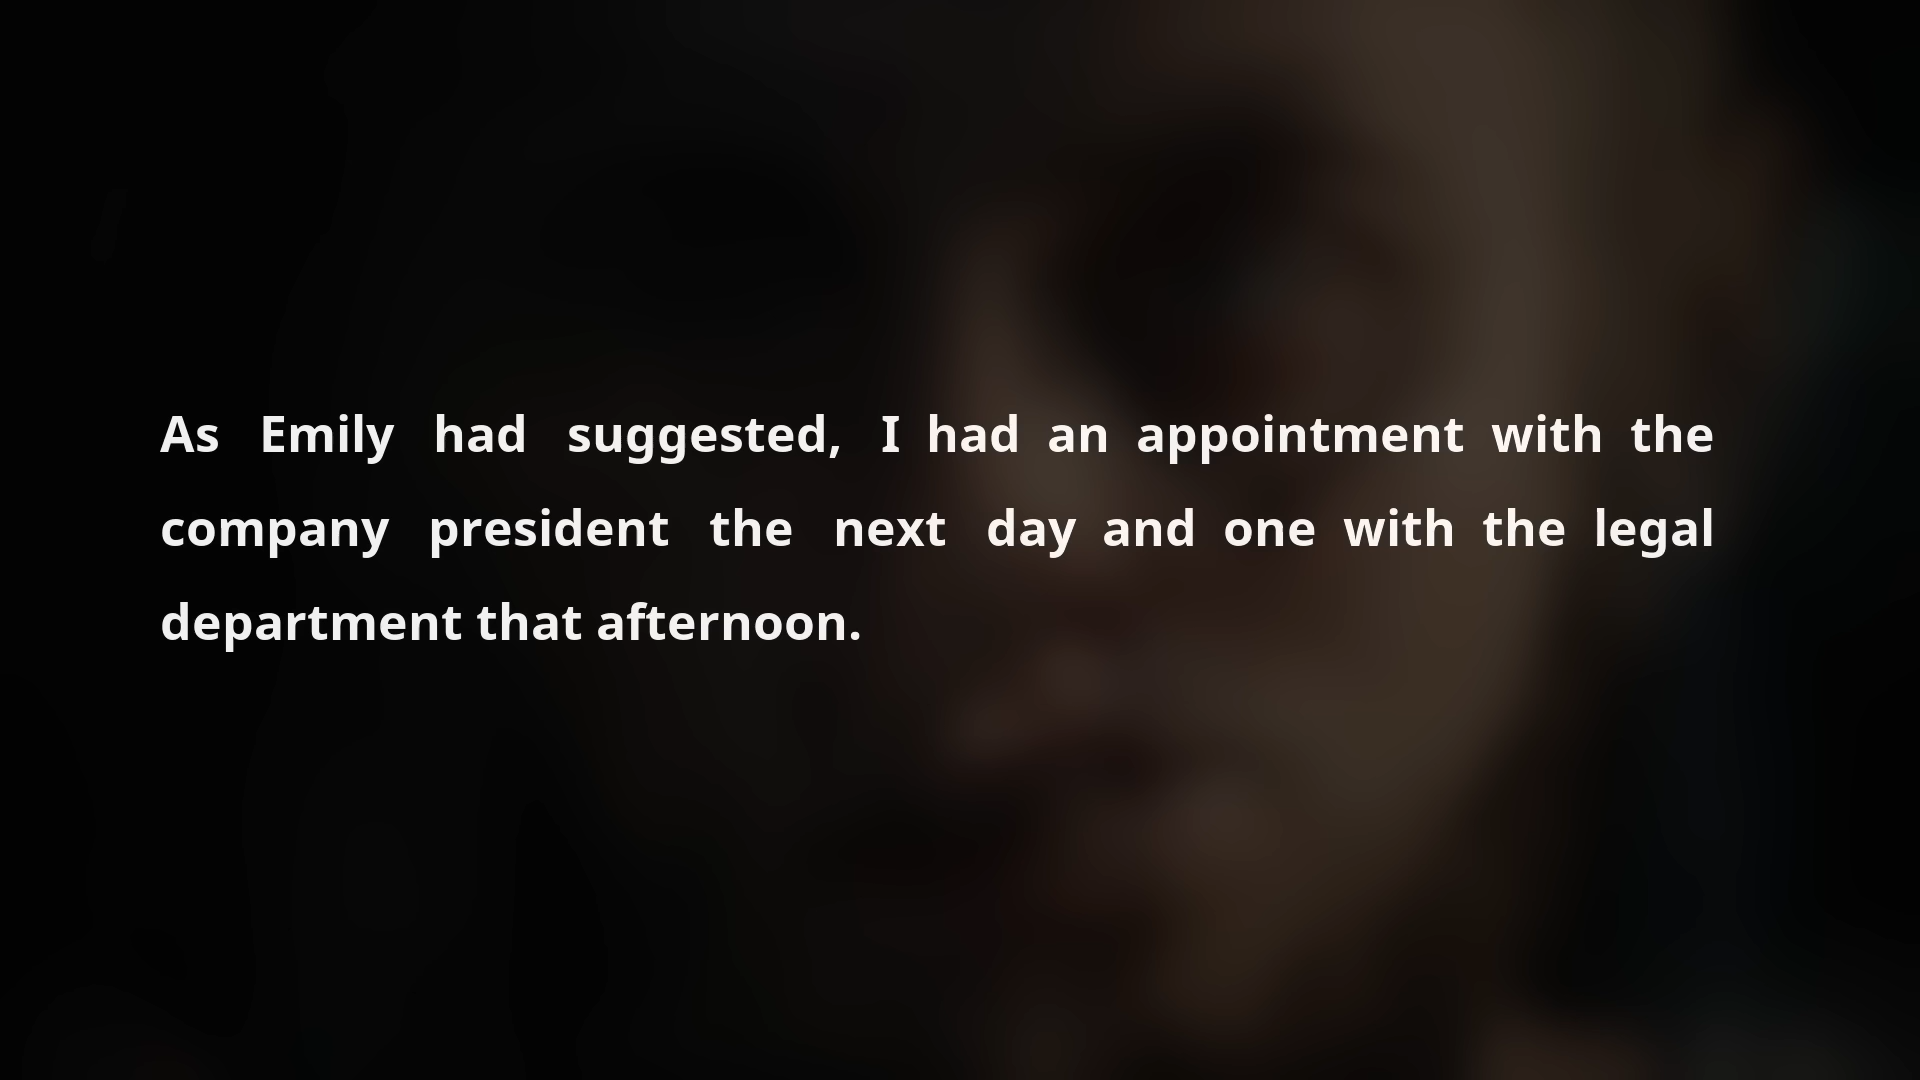 As Emily had suggested, I had an appointment with the
company president the next day and one with the legal
department that afternoon.